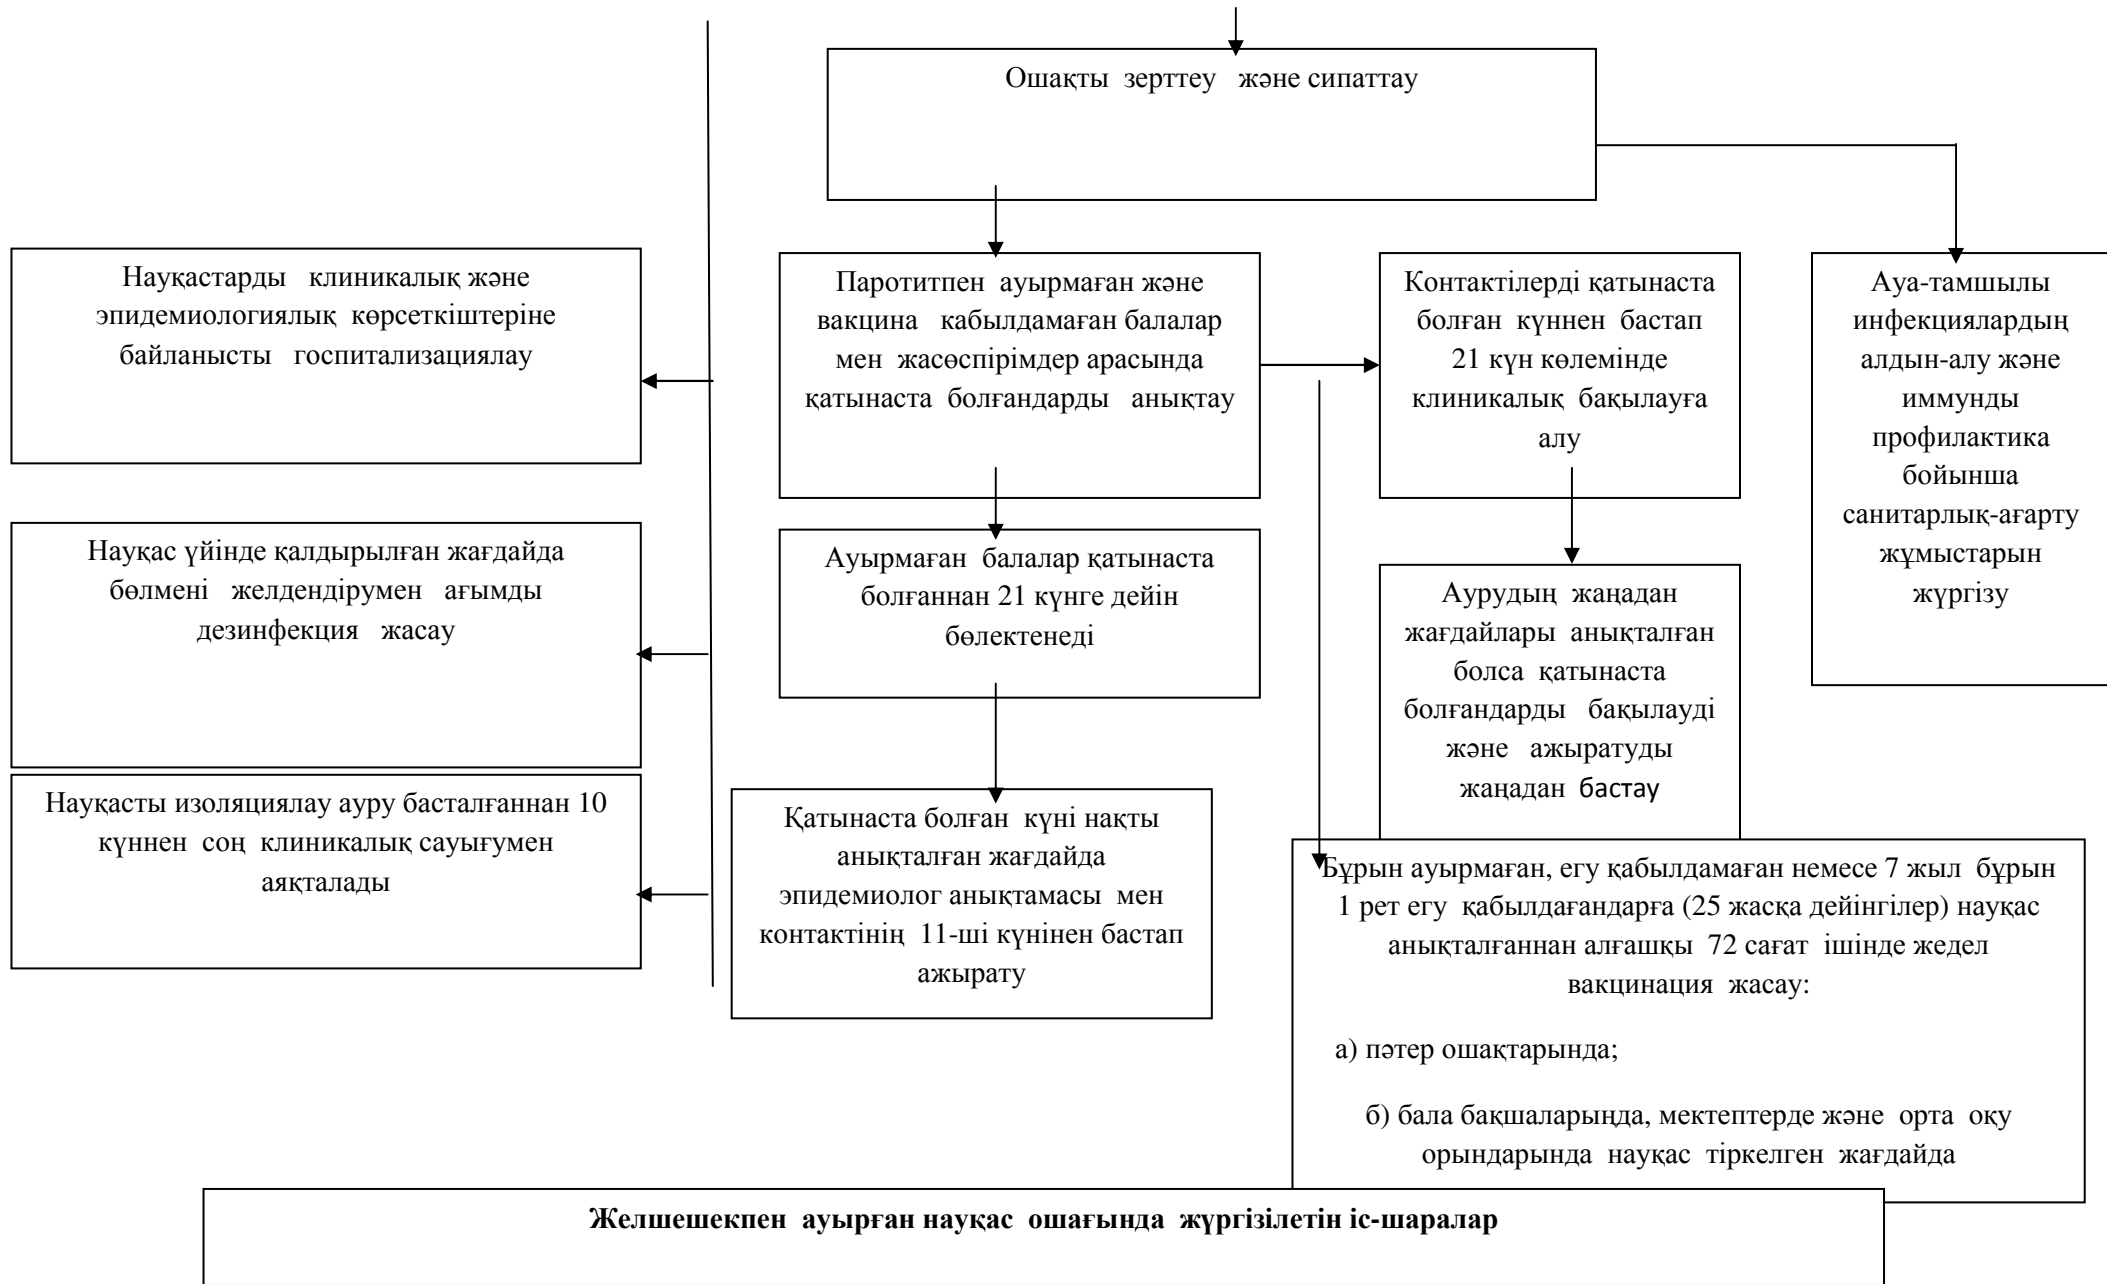 Ошақты зерттеу және сипаттау
Науқастарды клиникалық және
эпидемиологиялық көрсеткіштеріне
байланысты госпитализациялау
Паротитпен ауырмаған және
вакцина кабылдамаған балалар
мен жасөспірімдер арасында
қатынаста болғандарды анықтау
Контактілерді қатынаста
болған күннен бастап
21 күн көлемінде
клиникалық бақылауға
алу
Ауа-тамшылы
инфекциялардың
алдын-алу және
иммунды
профилактика
бойынша
санитарлық-ағарту
жұмыстарын
жүргізу
Науқас үйінде қалдырылған жағдайда
бөлмені желдендірумен ағымды
дезинфекция жасау
Ауырмаған балалар қатынаста
болғаннан 21 күнге дейін
бөлектенеді
Аурудың жаңадан
жағдайлары анықталған
болса қатынаста
болғандарды бақылауді
және ажыратуды
жаңадан бастау
Науқасты изоляциялау ауру басталғаннан 10
күннен соң клиникалық сауығумен
аяқталады
Қатынаста болған күні нақты
анықталған жағдайда
эпидемиолог анықтамасы мен
контактінің 11-ші күнінен бастап
ажырату
Бұрын ауырмаған, егу қабылдамаған немесе 7 жыл бұрын
1 рет егу қабылдағандарға (25 жасқа дейінгілер) науқас
анықталғаннан алғашқы 72 сағат ішінде жедел
вакцинация жасау:
а) пәтер ошақтарында;
б) бала бақшаларыңда, мектептерде және орта оқу
орындарында науқас тіркелген жағдайда
Желшешекпен ауырған науқас ошағында жүргізілетін іс-шаралар